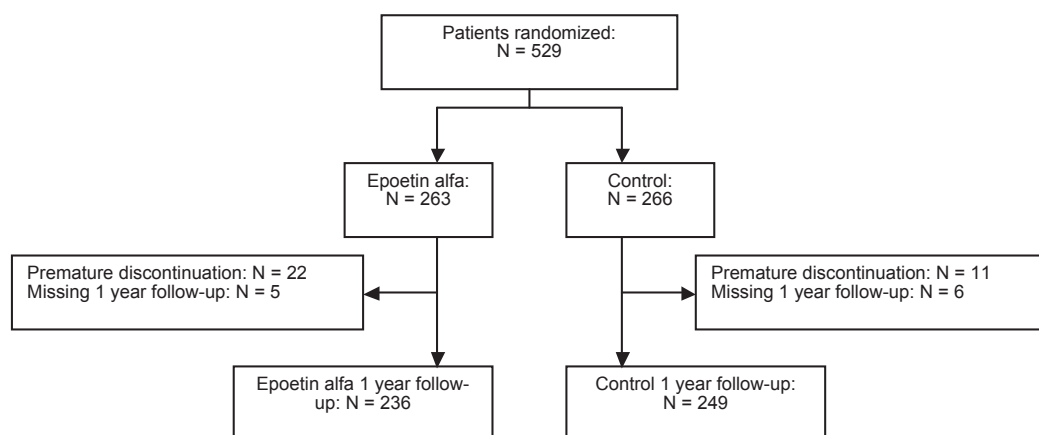 Patients randomized:
N = 529
Epoetin alfa:
N = 263
Control:
N = 266
Premature discontinuation: N = 22
Missing 1 year follow-up: N = 5
Premature discontinuation: N = 11
Missing 1 year follow-up: N = 6
Epoetin alfa 1 year follow-
up: N = 236
Control 1 year follow-up:
N = 249